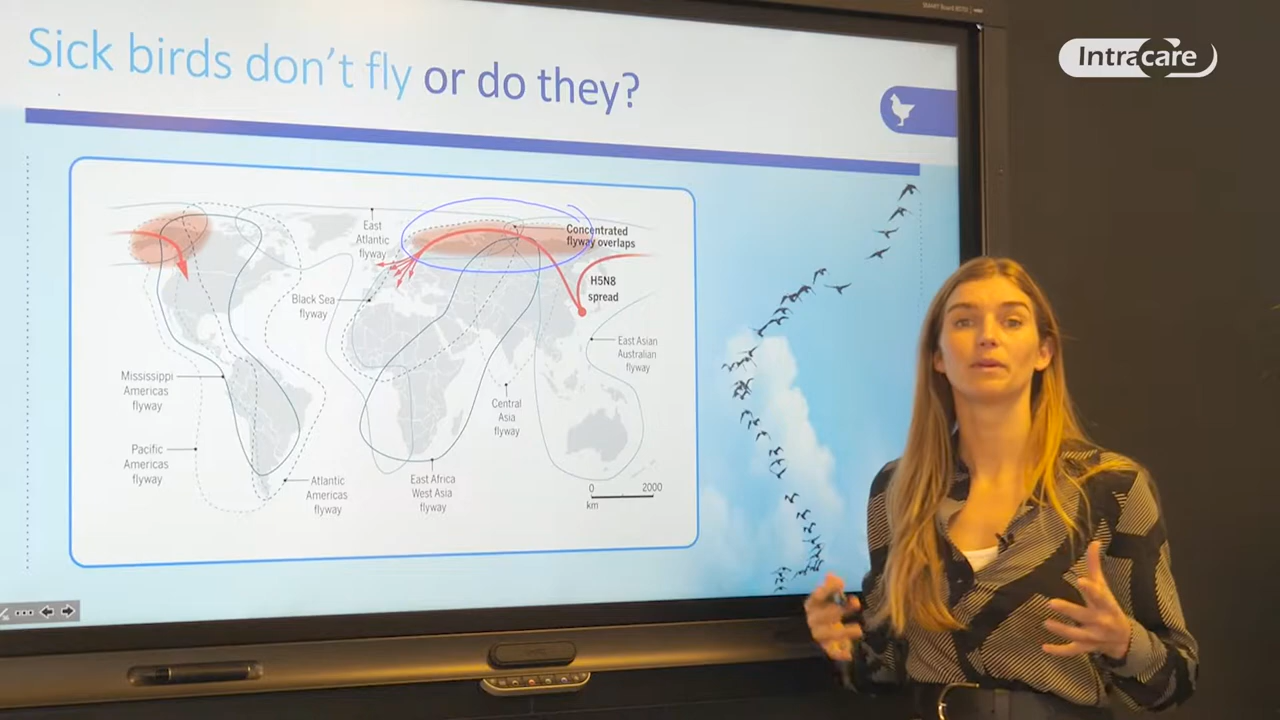 SMART Board
Intracare
Sick birds don't fly or do they?
East
Atlantic
flyway
Concentrated
flyway overlaps
H5N8
spread
Black Sea
flyway
East Asian
Australian
flyway
Mississippi
Americas
flyway
Central
Asia
flyway
Pacific
Americas
flyway
Atlantic
Americas
flyway
East Africa
West Asia
flyway
0 2000
km